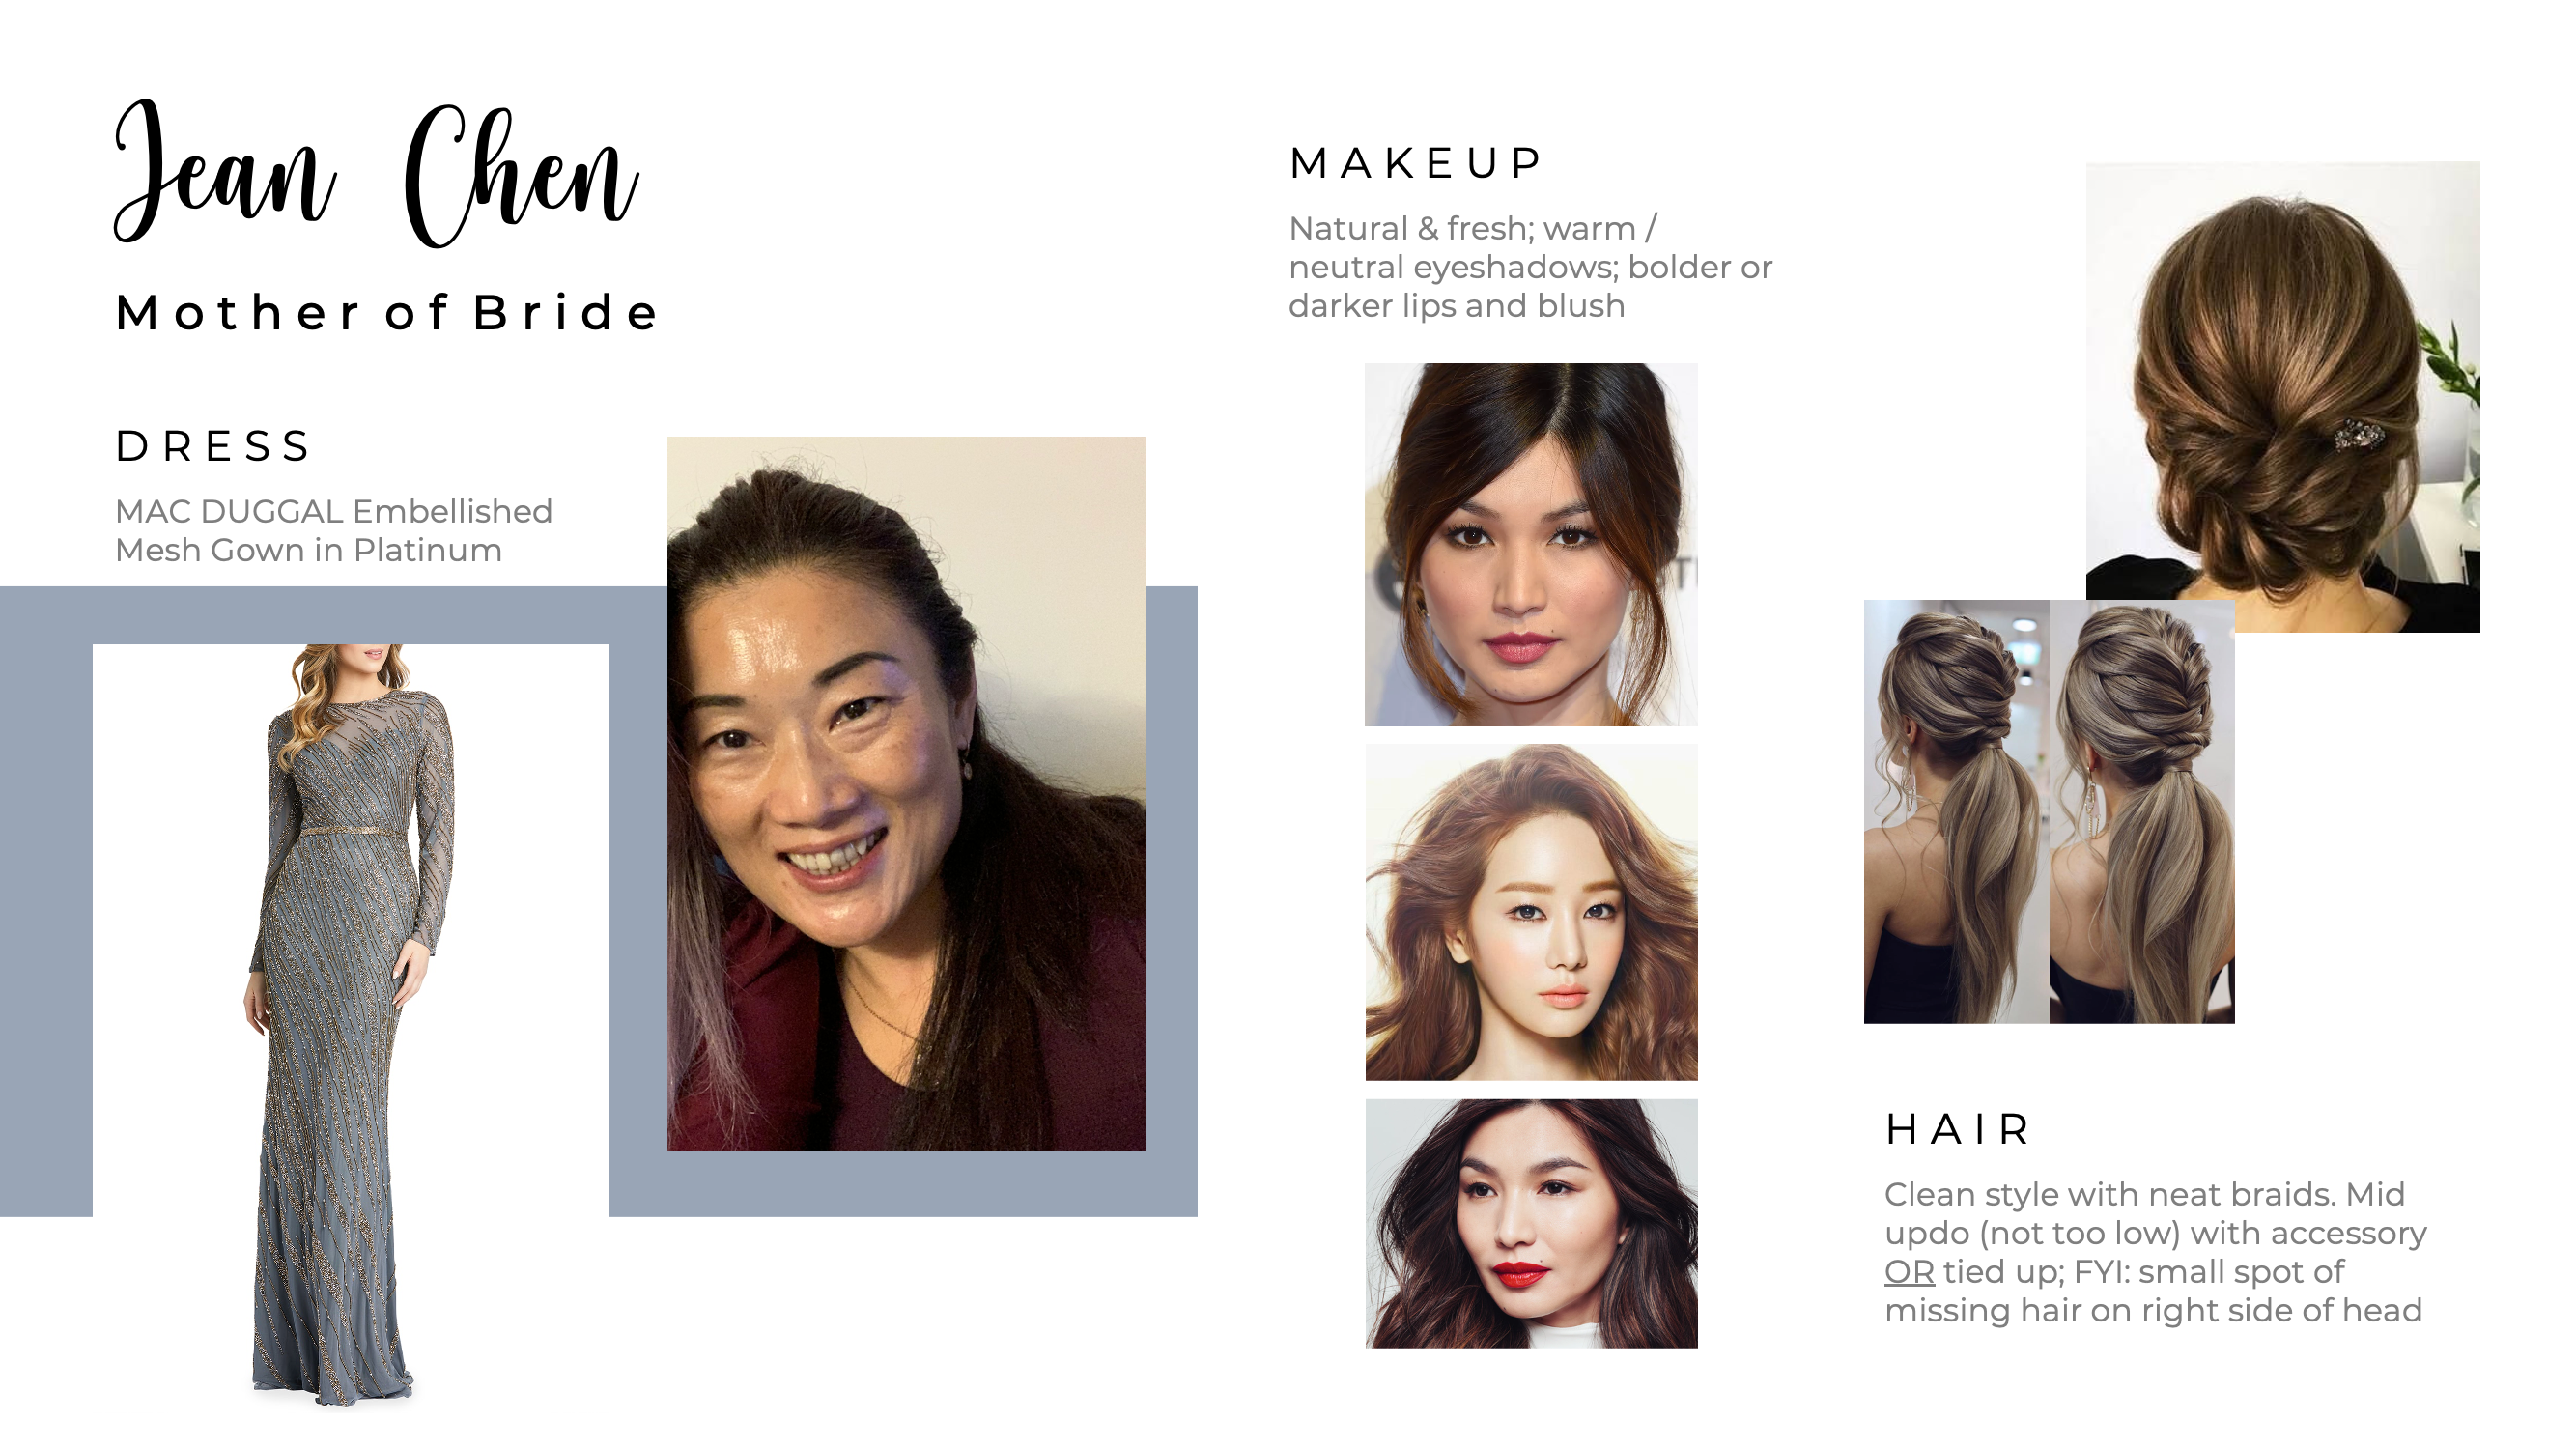 Jean Chen
Mother of Bride
DRESS
MAC DUGGAL Embellished
Mesh Gown in Platinum
MAKEUP
Natural & fresh; warm /
neutral eyeshadows; bolder or
darker lips and blush
HAIR
Clean style with neat braids. Mid
updo (not too low) with accessory
OR tied up; FYI: small spot of
missing hair on right side of head